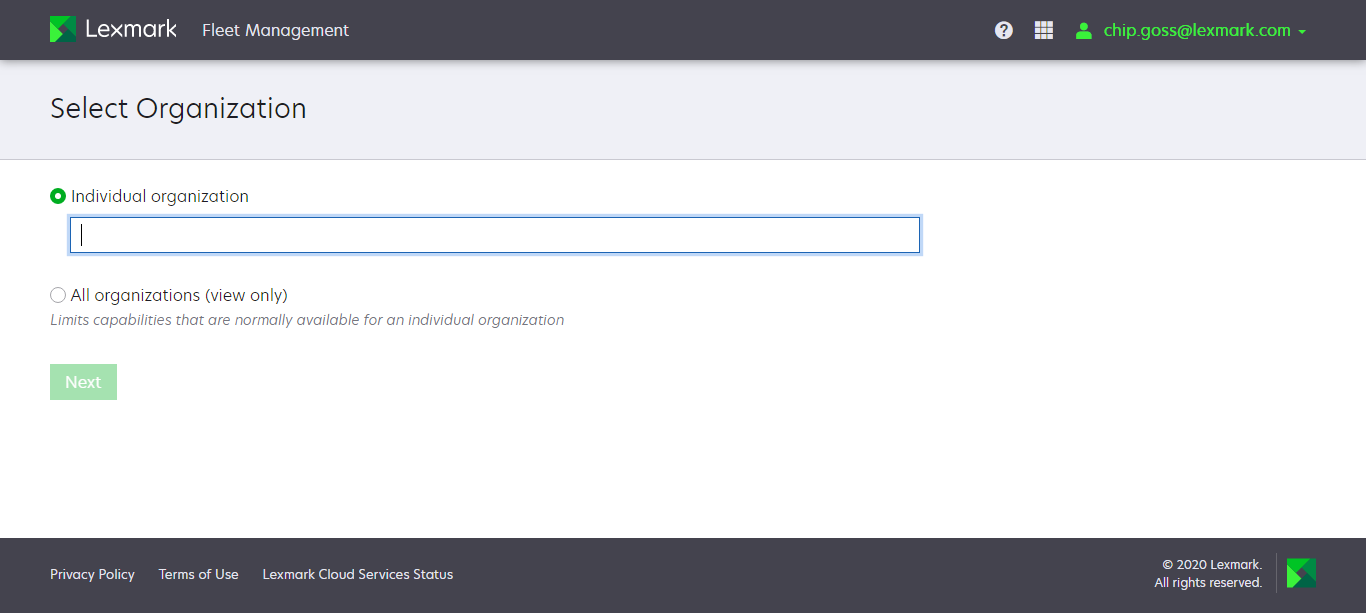 Lexmark Fleet Management ? chip.goss@lexmark.com
Select Organization
Individual organization
All organizations (view only)
Limits capabilities that are normally available for an individual organization
Next
Privacy Policy Terms of Use Lexmark Cloud Services Status
© 2020 Lexmark.
All rights reserved.